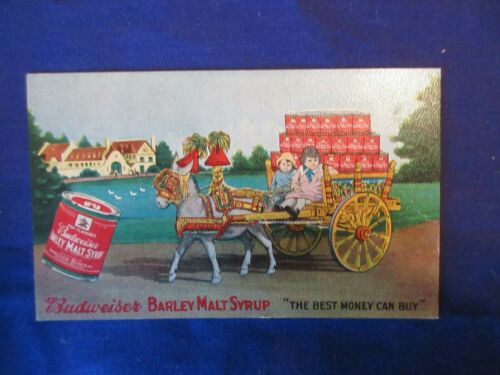 Budweiser
BARLEY MALT SYRUP
Budweiser BARLEY MALT SYRUP "THE BEST MONEY CAN BUY"